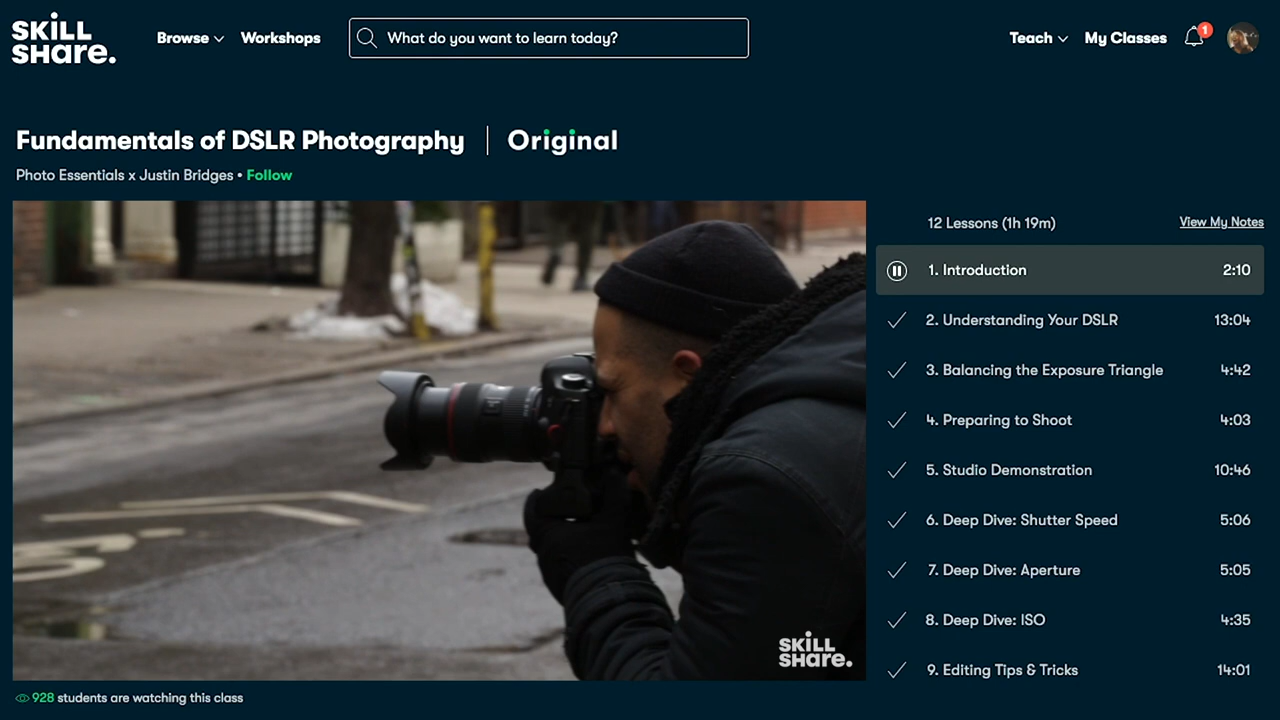 SKILL
SHare.
Browse
Workshops
What do you want to learn today?
Teach
My Classes
1
Fundamentals of DSLR Photography
Original
Photo Essentials x Justin Bridges • Follow
12 Lessons (1h 19m)
View My Notes
1. Introduction 2:10
2. Understanding Your DSLR 13:04
3. Balancing the Exposure Triangle 4:42
4. Preparing to Shoot 4:03
5. Studio Demonstration 10:46
6. Deep Dive: Shutter Speed 5:06
7. Deep Dive: Aperture 5:05
8. Deep Dive: ISO 4:35
9. Editing Tips & Tricks 14:01
SKILL
SHare.
928 students are watching this class